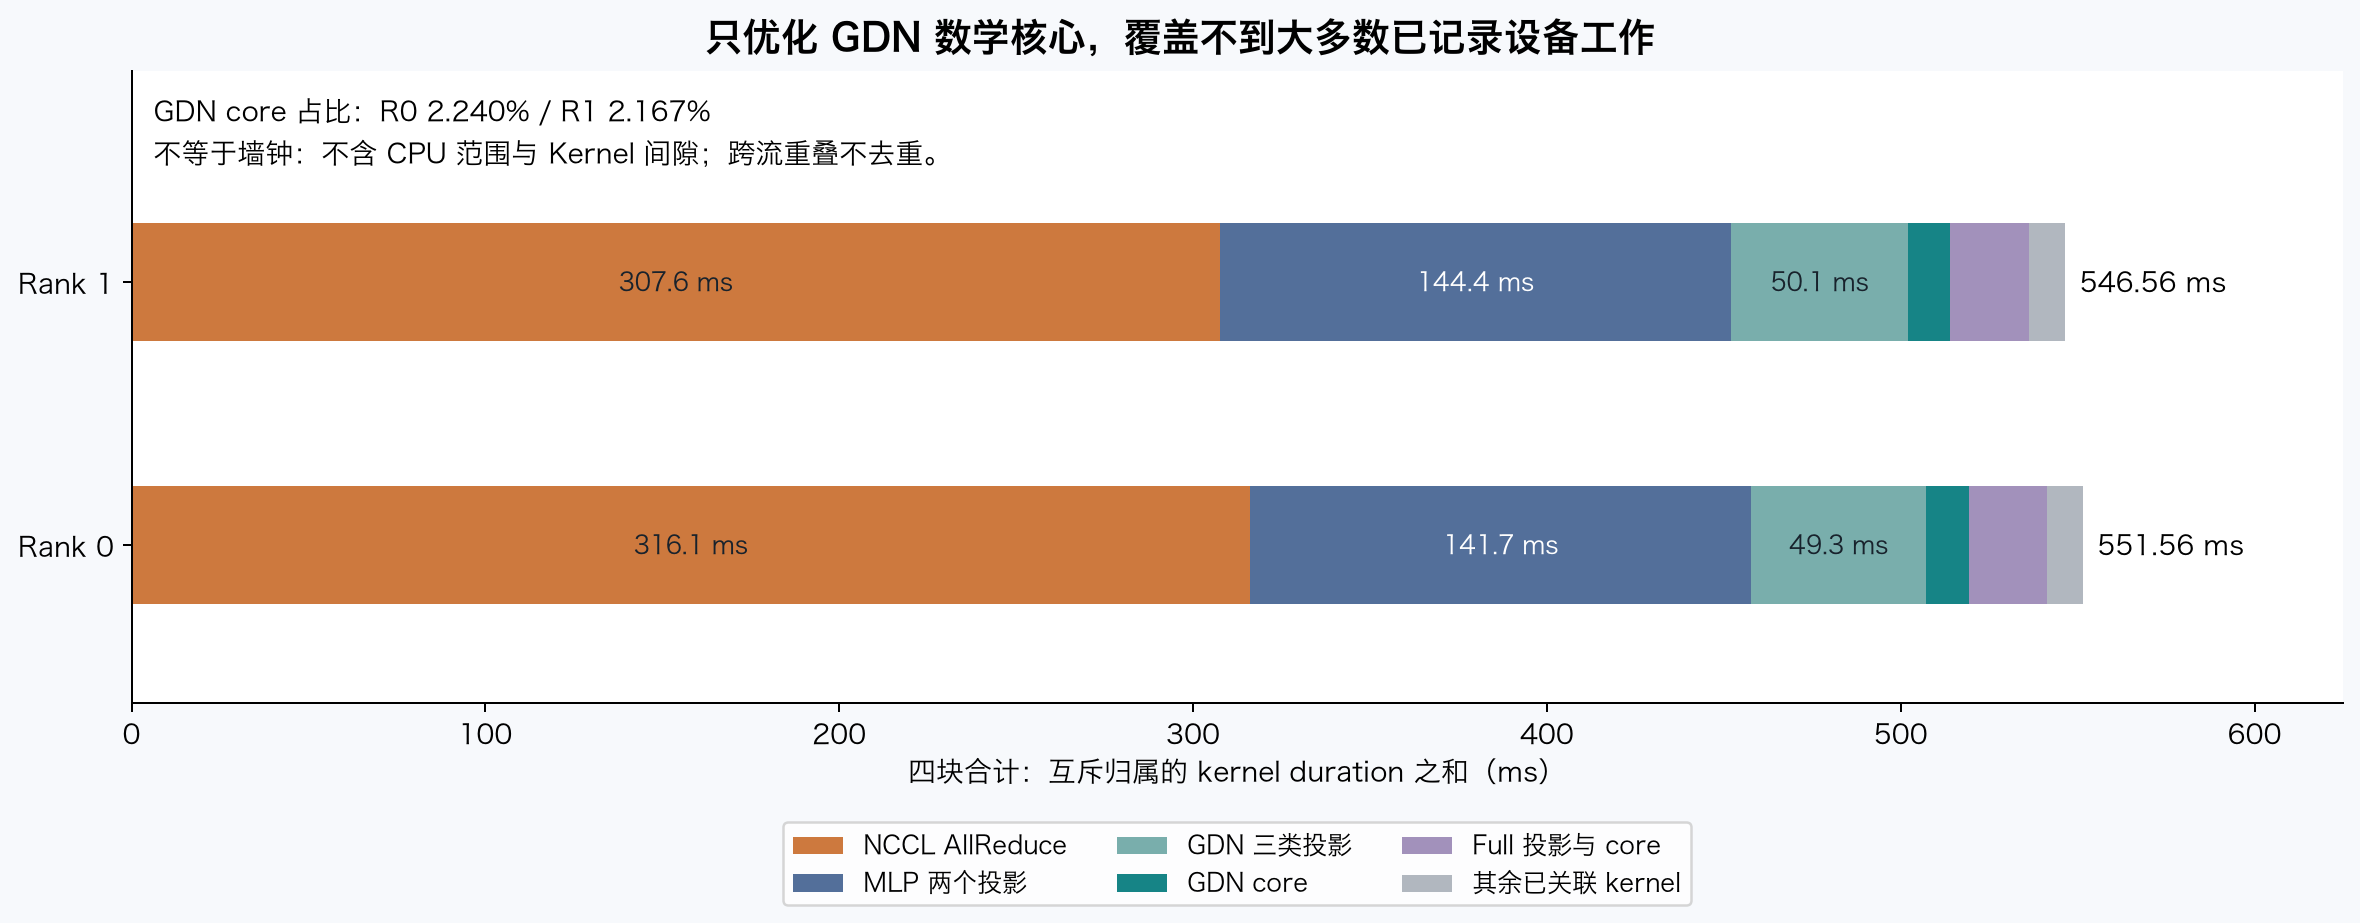 只优化 GDN 数学核心，覆盖不到大多数已记录设备工作
GDN core 占比：R0 2.240% / R1 2.167%
不等于墙钟：不含 CPU 范围与 Kernel 间隙；跨流重叠不去重。
Rank 1
307.6 ms
144.4 ms
50.1 ms
546.56 ms
Rank 0
316.1 ms
141.7 ms
49.3 ms
551.56 ms
0
100
200
300
400
500
600
四块合计：互斥归属的 kernel duration 之和（ms）
NCCL AllReduce
MLP 两个投影
GDN 三类投影
GDN core
Full 投影与 core
其余已关联 kernel